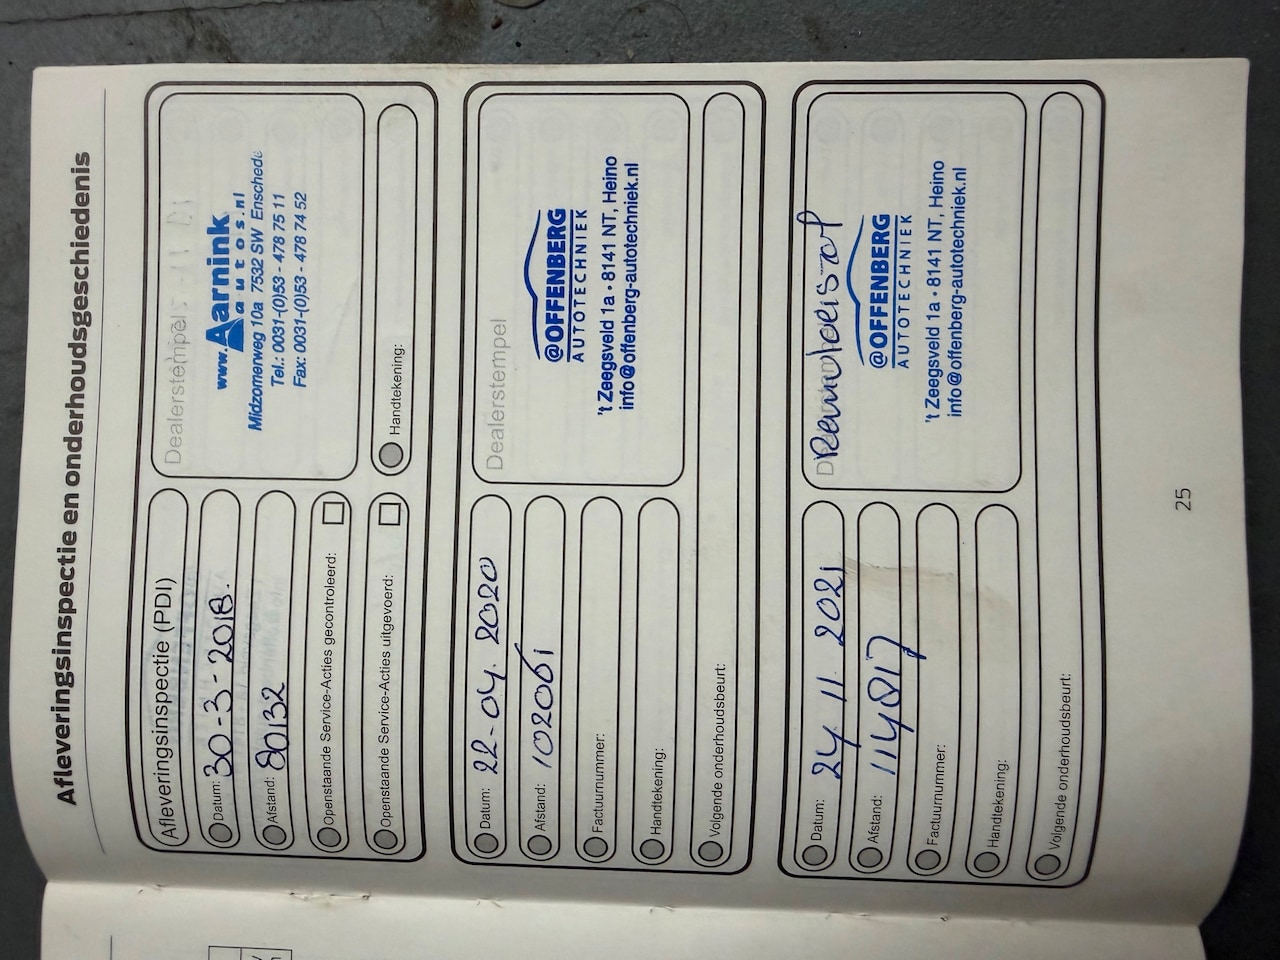 Afleveringsinspectie en onderhoudsgeschiedenis
Afleveringsinspectie (PDI)
Datum: 30-3-2018.
Afstand: 80132
Openstaande Service-Acties gecontroleerd:
Openstaande Service-Acties uitgevoerd:
Dealerstempel
www.Aarnink
autos.nl
Midzomerweg 10a 7532 SW Enschede
Tel.: 0031-(0)53 - 478 75 11
Fax: 0031-(0)53 - 478 74 52
Handtekening:
Datum: 22-04.2020
Afstand: 102061
Factuurnummer:
Handtekening:
Volgende onderhoudsbeurt:
Dealerstempel
@OFFENBERG
AUTOTECHNIEK
't Zeegsveld 1a • 8141 NT, Heino
info@offenberg-autotechniek.nl
Datum: 24.11.2021
Afstand: 114817
Factuurnummer:
Handtekening:
Volgende onderhoudsbeurt:
Remvloeistof
@OFFENBERG
AUTOTECHNIEK
't Zeegsveld 1a • 8141 NT, Heino
info@offenberg-autotechniek.nl
25